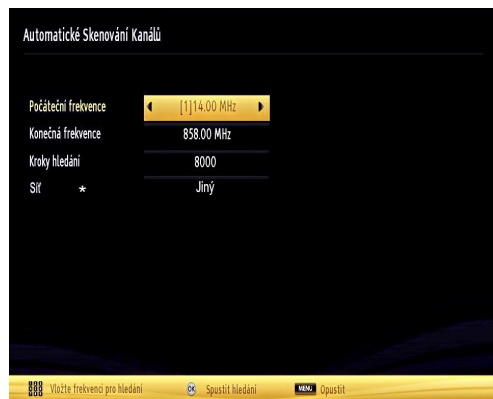 Automatické Skenování Kanálů
Počáteční frekvence [1]14.00 MHz
Konečná frekvence 858.00 MHz
Kroky hledání 8000
Síť * Jiný
Vložte frekvenci pro hledání OK Spustit hledání MENU Opustit